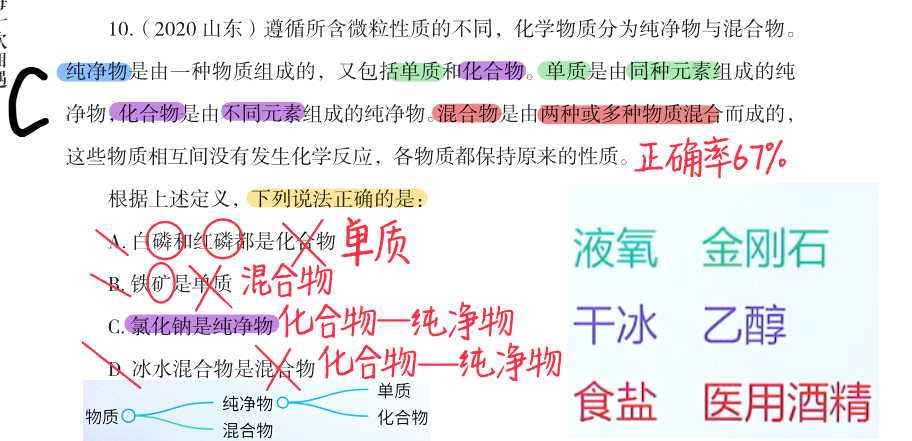 10.（2020 山东）遵循所含微粒性质的不同，化学物质分为纯净物与混合物。
纯净物是由一种物质组成的，又包括单质和化合物。单质是由同种元素组成的纯
C
净物，化合物是由不同元素组成的纯净物。混合物是由两种或多种物质混合而成的，
这些物质相互间没有发生化学反应，各物质都保持原来的性质。
正确率67%
根据上述定义，下列说法正确的是：
A. 白磷和红磷都是化合物 单质
B. 铁矿是单质 混合物
C. 氯化钠是纯净物 化合物—纯净物
D. 冰水混合物是混合物 化合物—纯净物
液氧 金刚石
干冰 乙醇
食盐 医用酒精
物质
纯净物
混合物
单质
化合物